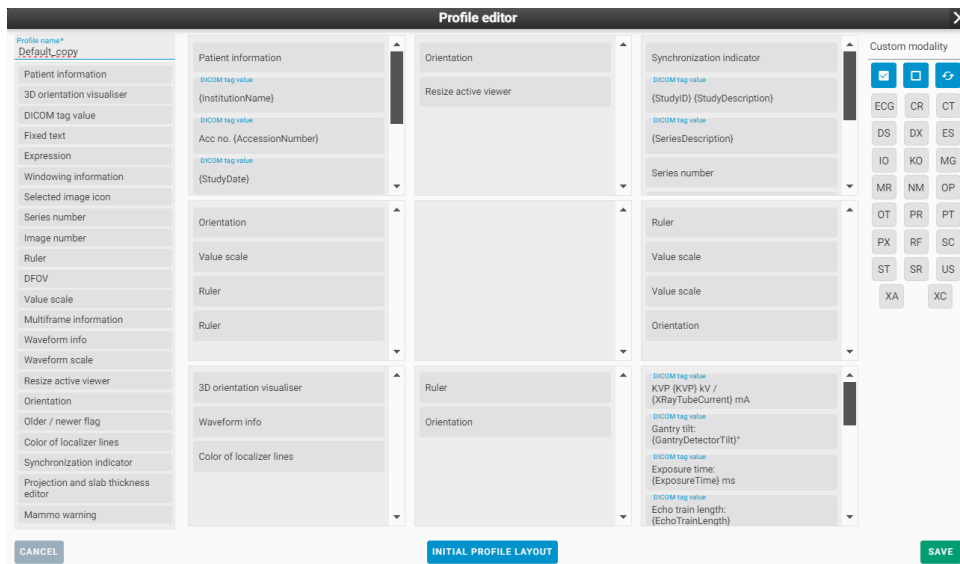 Profile editor
Profile name*
Default_copy
Patient information
3D orientation visualiser
DICOM tag value
Fixed text
Expression
Windowing information
Selected image icon
Series number
Image number
Ruler
DFOV
Value scale
Multiframe information
Waveform info
Waveform scale
Resize active viewer
Orientation
Older / newer flag
Color of localizer lines
Synchronization indicator
Projection and slab thickness
editor
Mammo warning
Patient information
DICOM tag value
{InstitutionName}
DICOM tag value
Acc no. {AccessionNumber}
DICOM tag value
{StudyDate}
Orientation
Resize active viewer
Synchronization indicator
DICOM tag value
{StudyID} {StudyDescription}
DICOM tag value
{SeriesDescription}
Series number
Orientation
Value scale
Ruler
Ruler
Ruler
Value scale
Value scale
Orientation
3D orientation visualiser
Waveform info
Color of localizer lines
Ruler
Orientation
DICOM tag value
KVP {KVP} kV /
{XRayTubeCurrent} mA
DICOM tag value
Gantry tilt:
{GantryDetectorTilt}°
DICOM tag value
Exposure time:
{ExposureTime} ms
DICOM tag value
Echo train length:
{EchoTrainLength}
Custom modality
ECG CR CT
DS DX ES
IO KO MG
MR NM OP
OT PR PT
PX RF SC
ST SR US
XA XC
CANCEL
INITIAL PROFILE LAYOUT
SAVE